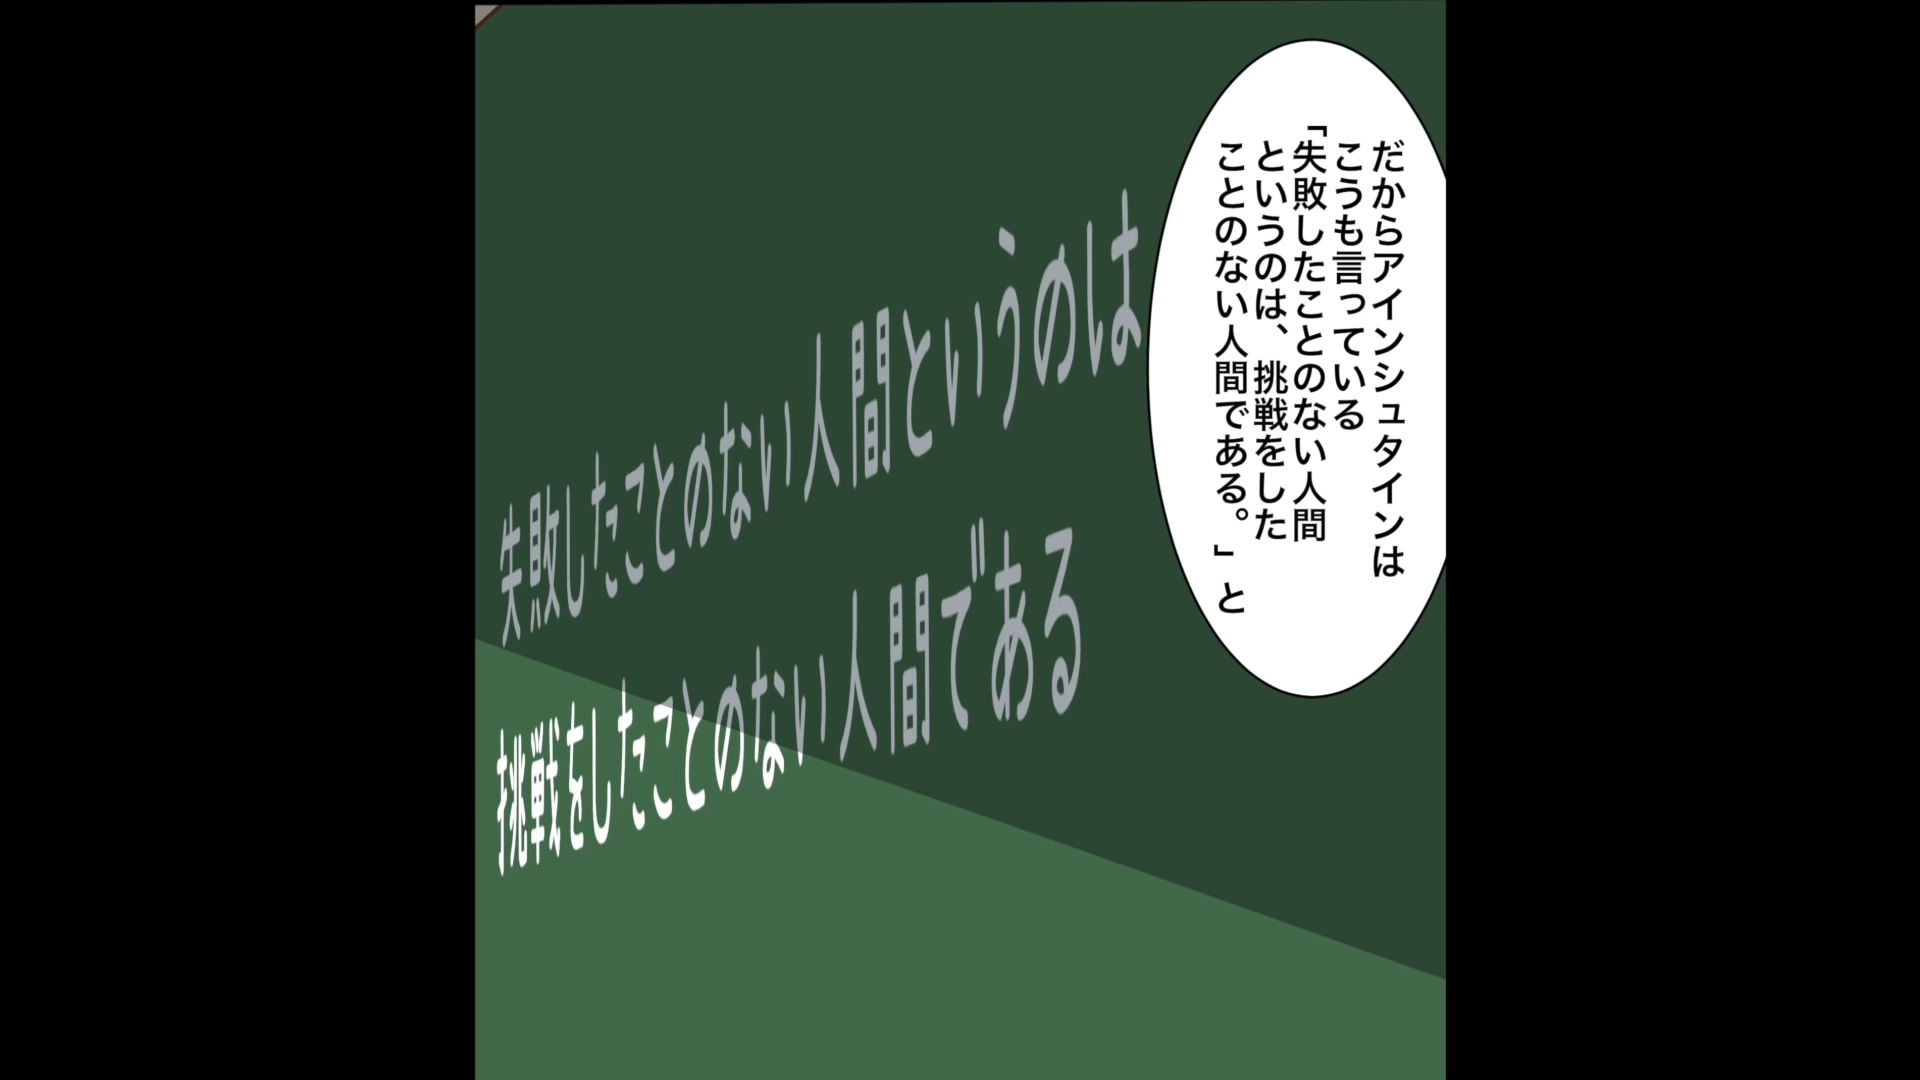 だからアインシュタインは
こうも言っている
「失敗したことのない人間
というのは、挑戦をした
ことのない人間である。」と
失敗したことのない人間というのは
挑戦をしたことのない人間である